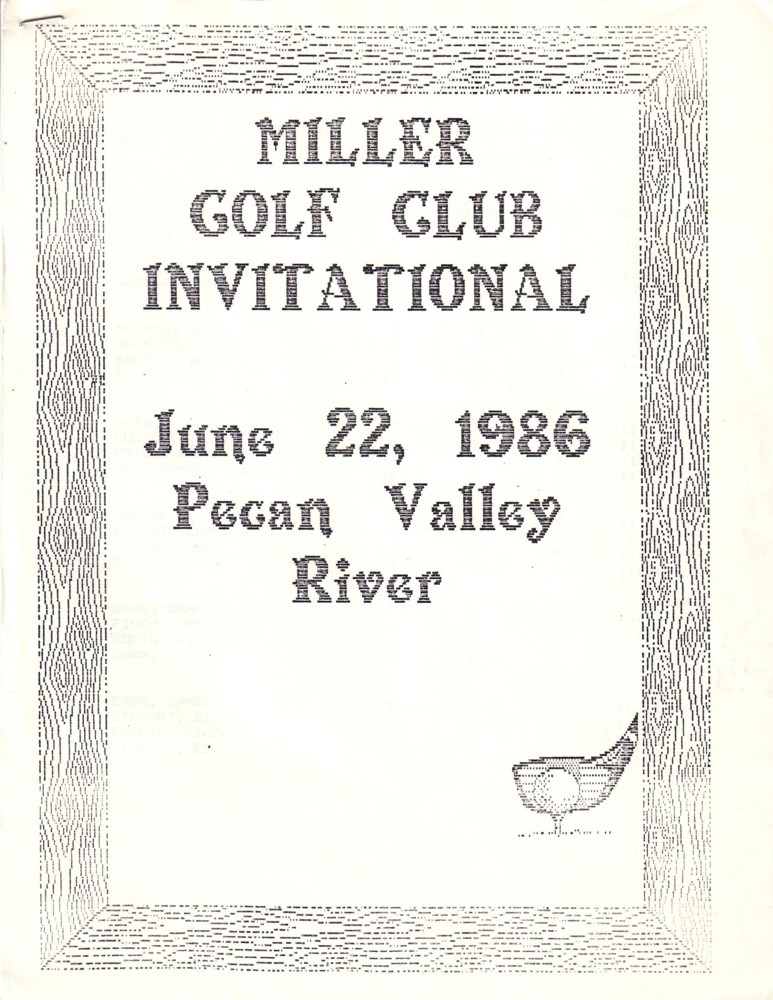 MILLER
GOLF CLUB
INVITATIONAL
June 22, 1986
Pecan Valley
River